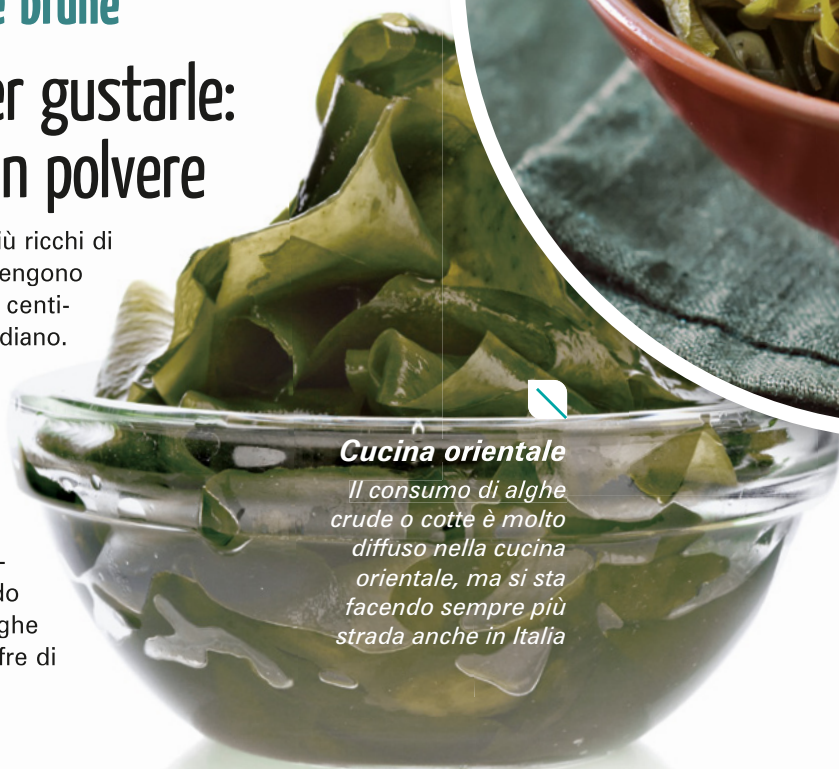 e brune
er gustarle:
n polvere
iù ricchi di
engono
centi-
diano.
-
do
ghe
fre di
Cucina orientale
Il consumo di alghe
crude o cotte è molto
diffuso nella cucina
orientale, ma si sta
facendo sempre più
strada anche in Italia